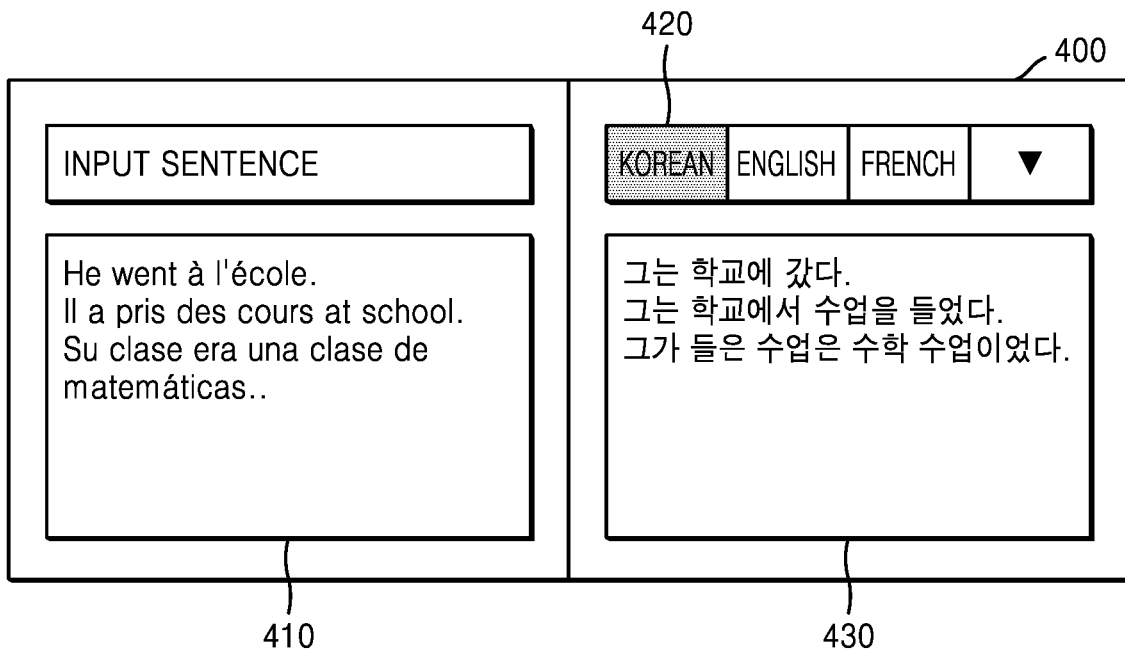 420
400
INPUT SENTENCE
KOREAN ENGLISH FRENCH ▼
He went à l'école.
Il a pris des cours at school.
Su clase era una clase de
matemáticas..
그는 학교에 갔다.
그는 학교에서 수업을 들었다.
그가 들은 수업은 수학 수업이었다.
410
430